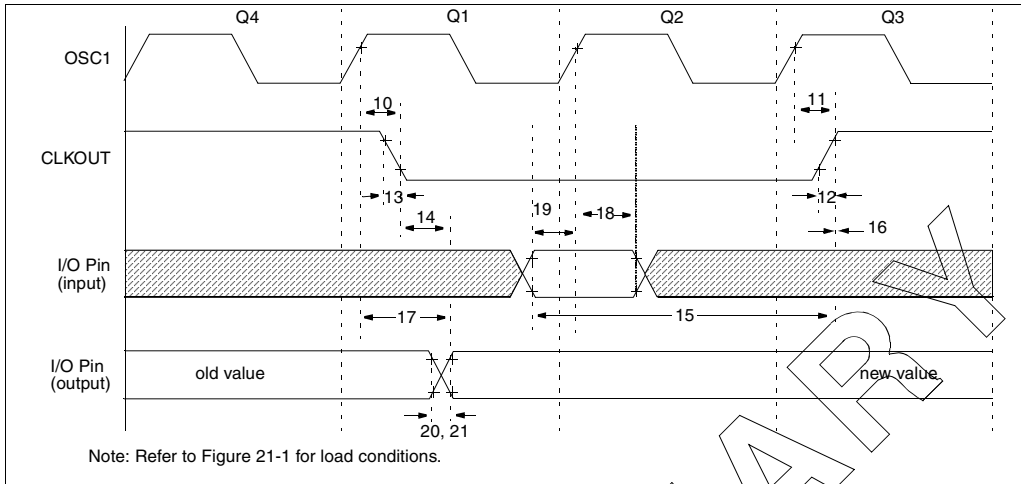 Q4 Q1 Q2 Q3
OSC1
10 11
CLKOUT
13 12
14 19 18 16
I/O Pin
(input)
17 15
I/O Pin
(output)
old value new value
20, 21
Note: Refer to Figure 21-1 for load conditions.
A R Y